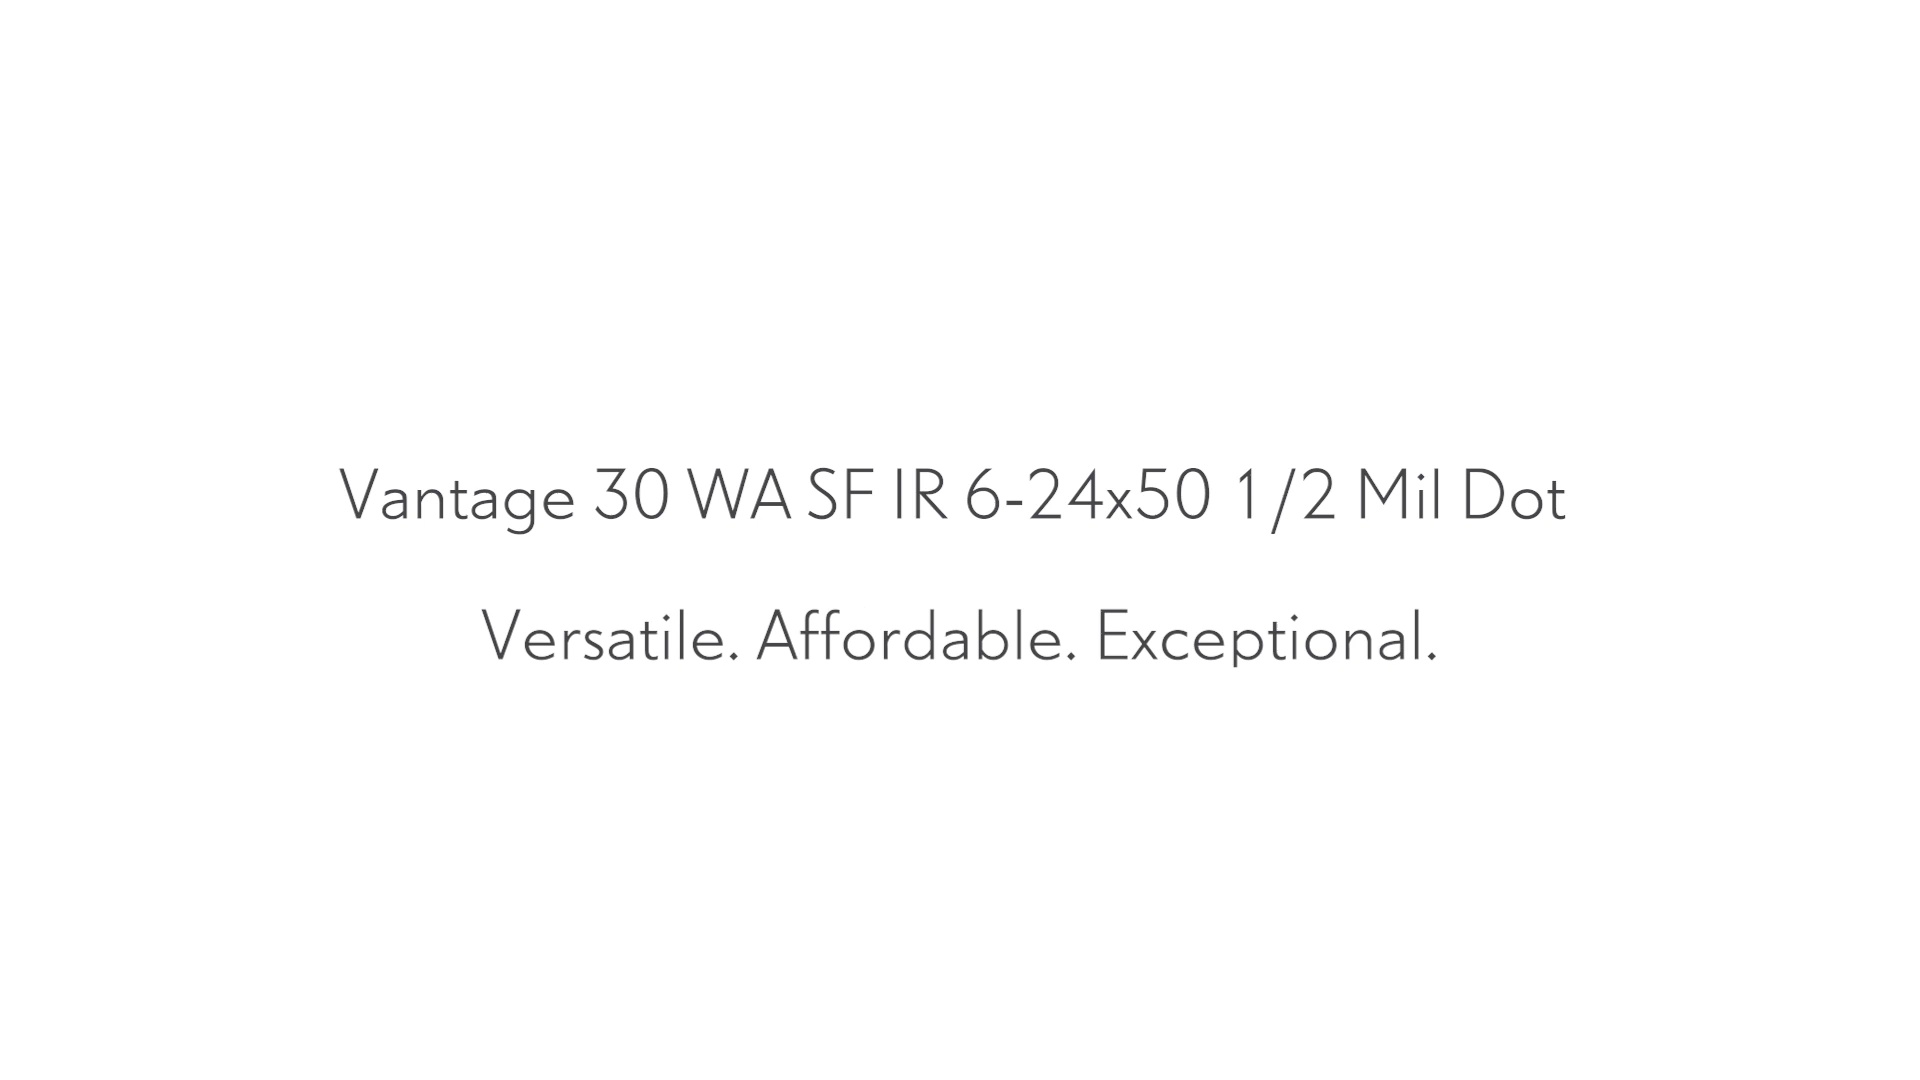 Vantage 30 WA SF IR 6-24x50 1/2 Mil Dot
Versatile. Affordable. Exceptional.